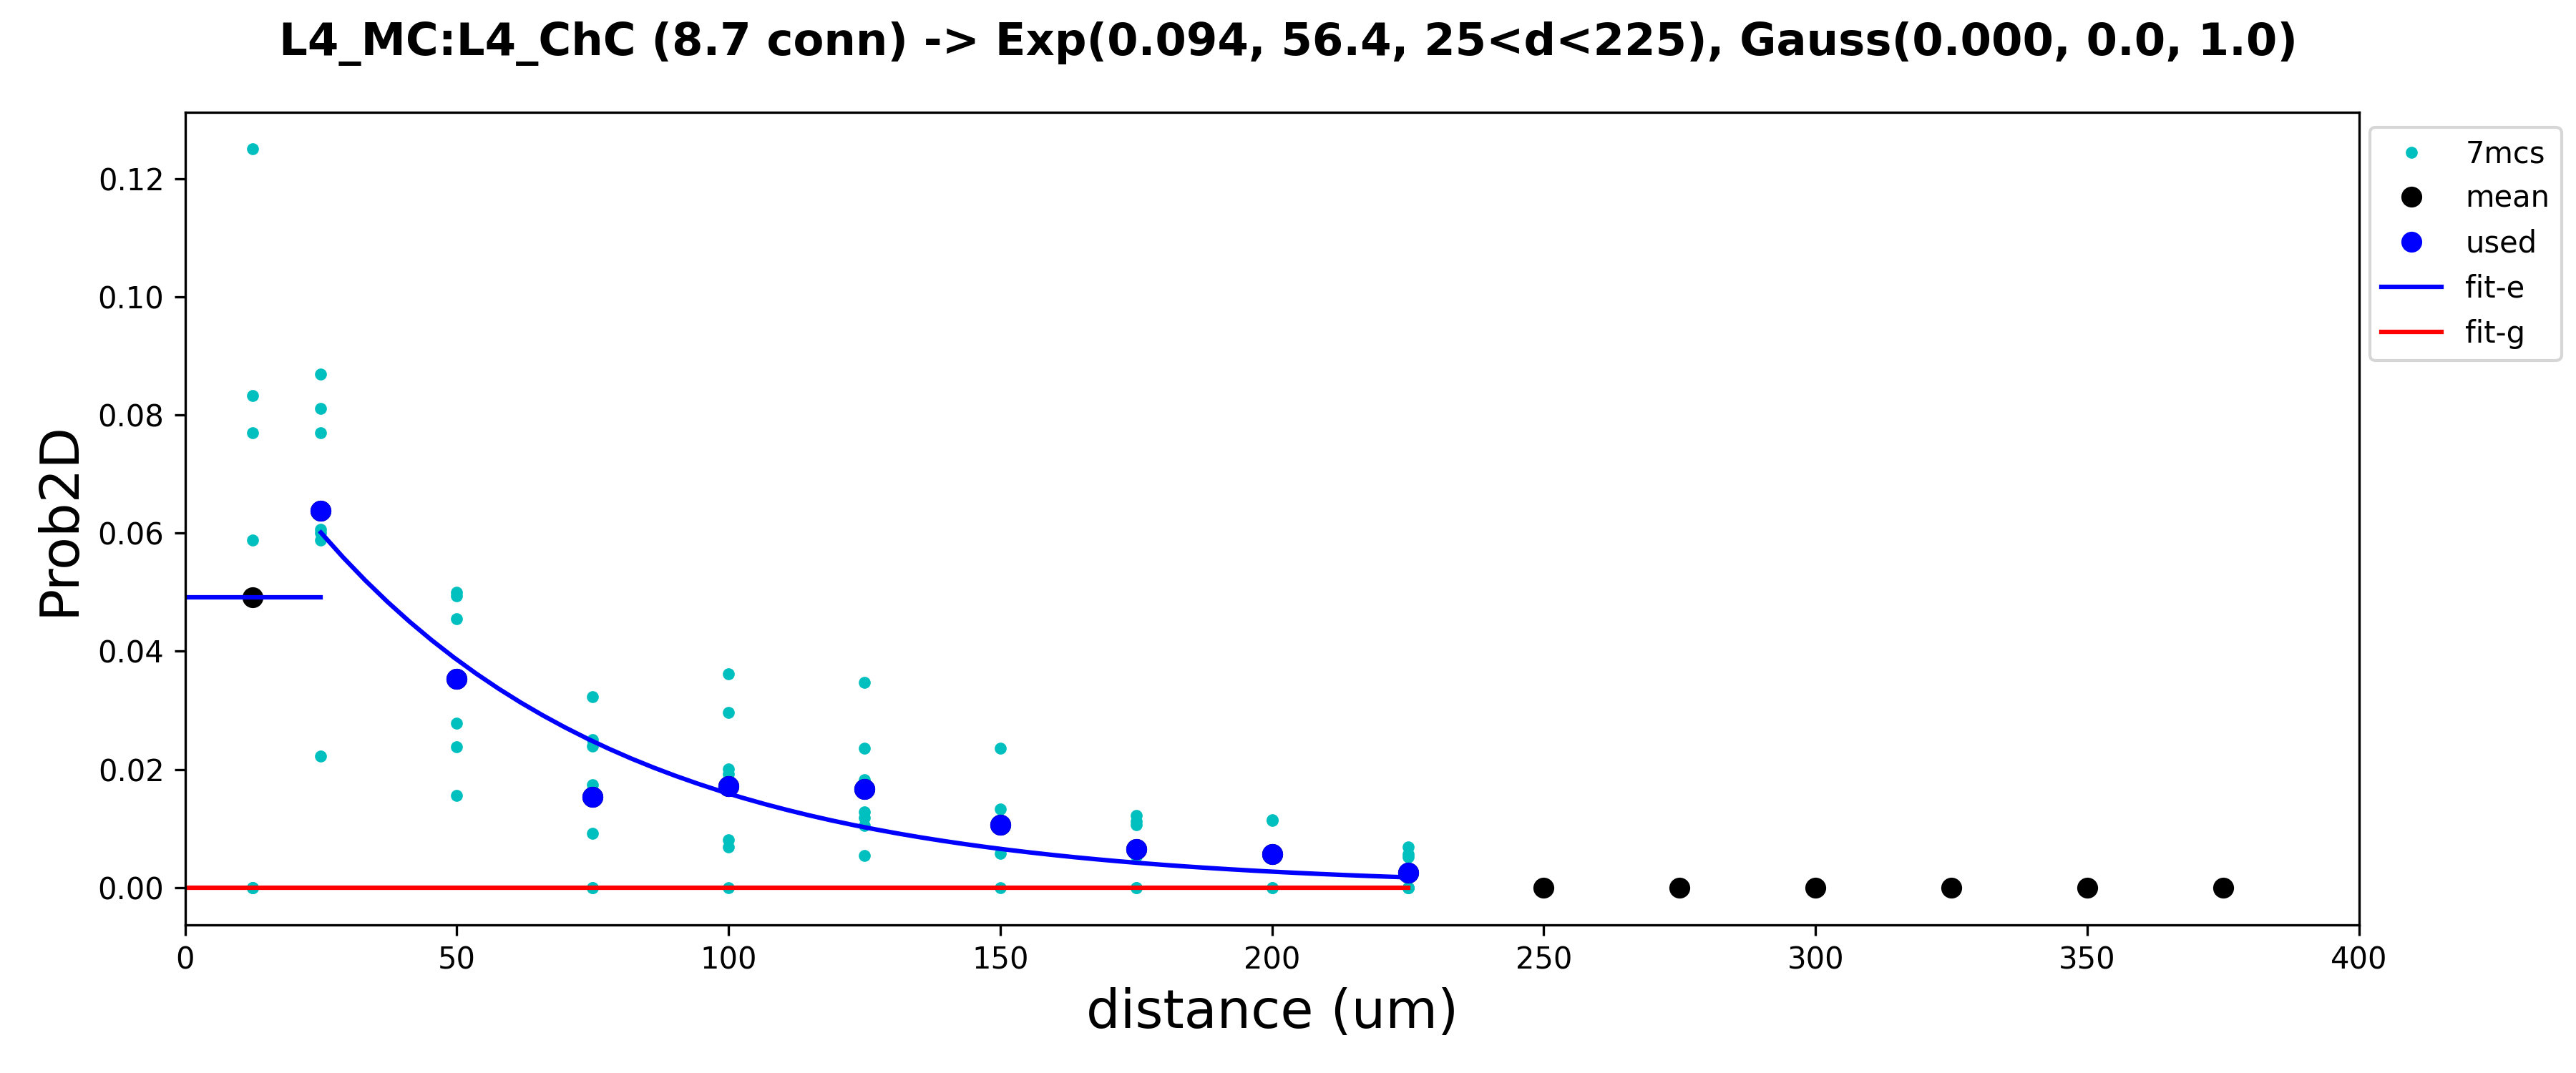 L4_MC:L4_ChC (8.7 conn) -> Exp(0.094, 56.4, 25<d<225), Gauss(0.000, 0.0, 1.0)
7mcs
mean
used
fit-e
fit-g
Prob2D
0.12
0.10
0.08
0.06
0.04
0.02
0.00
0 50 100 150 200 250 300 350 400
distance (um)